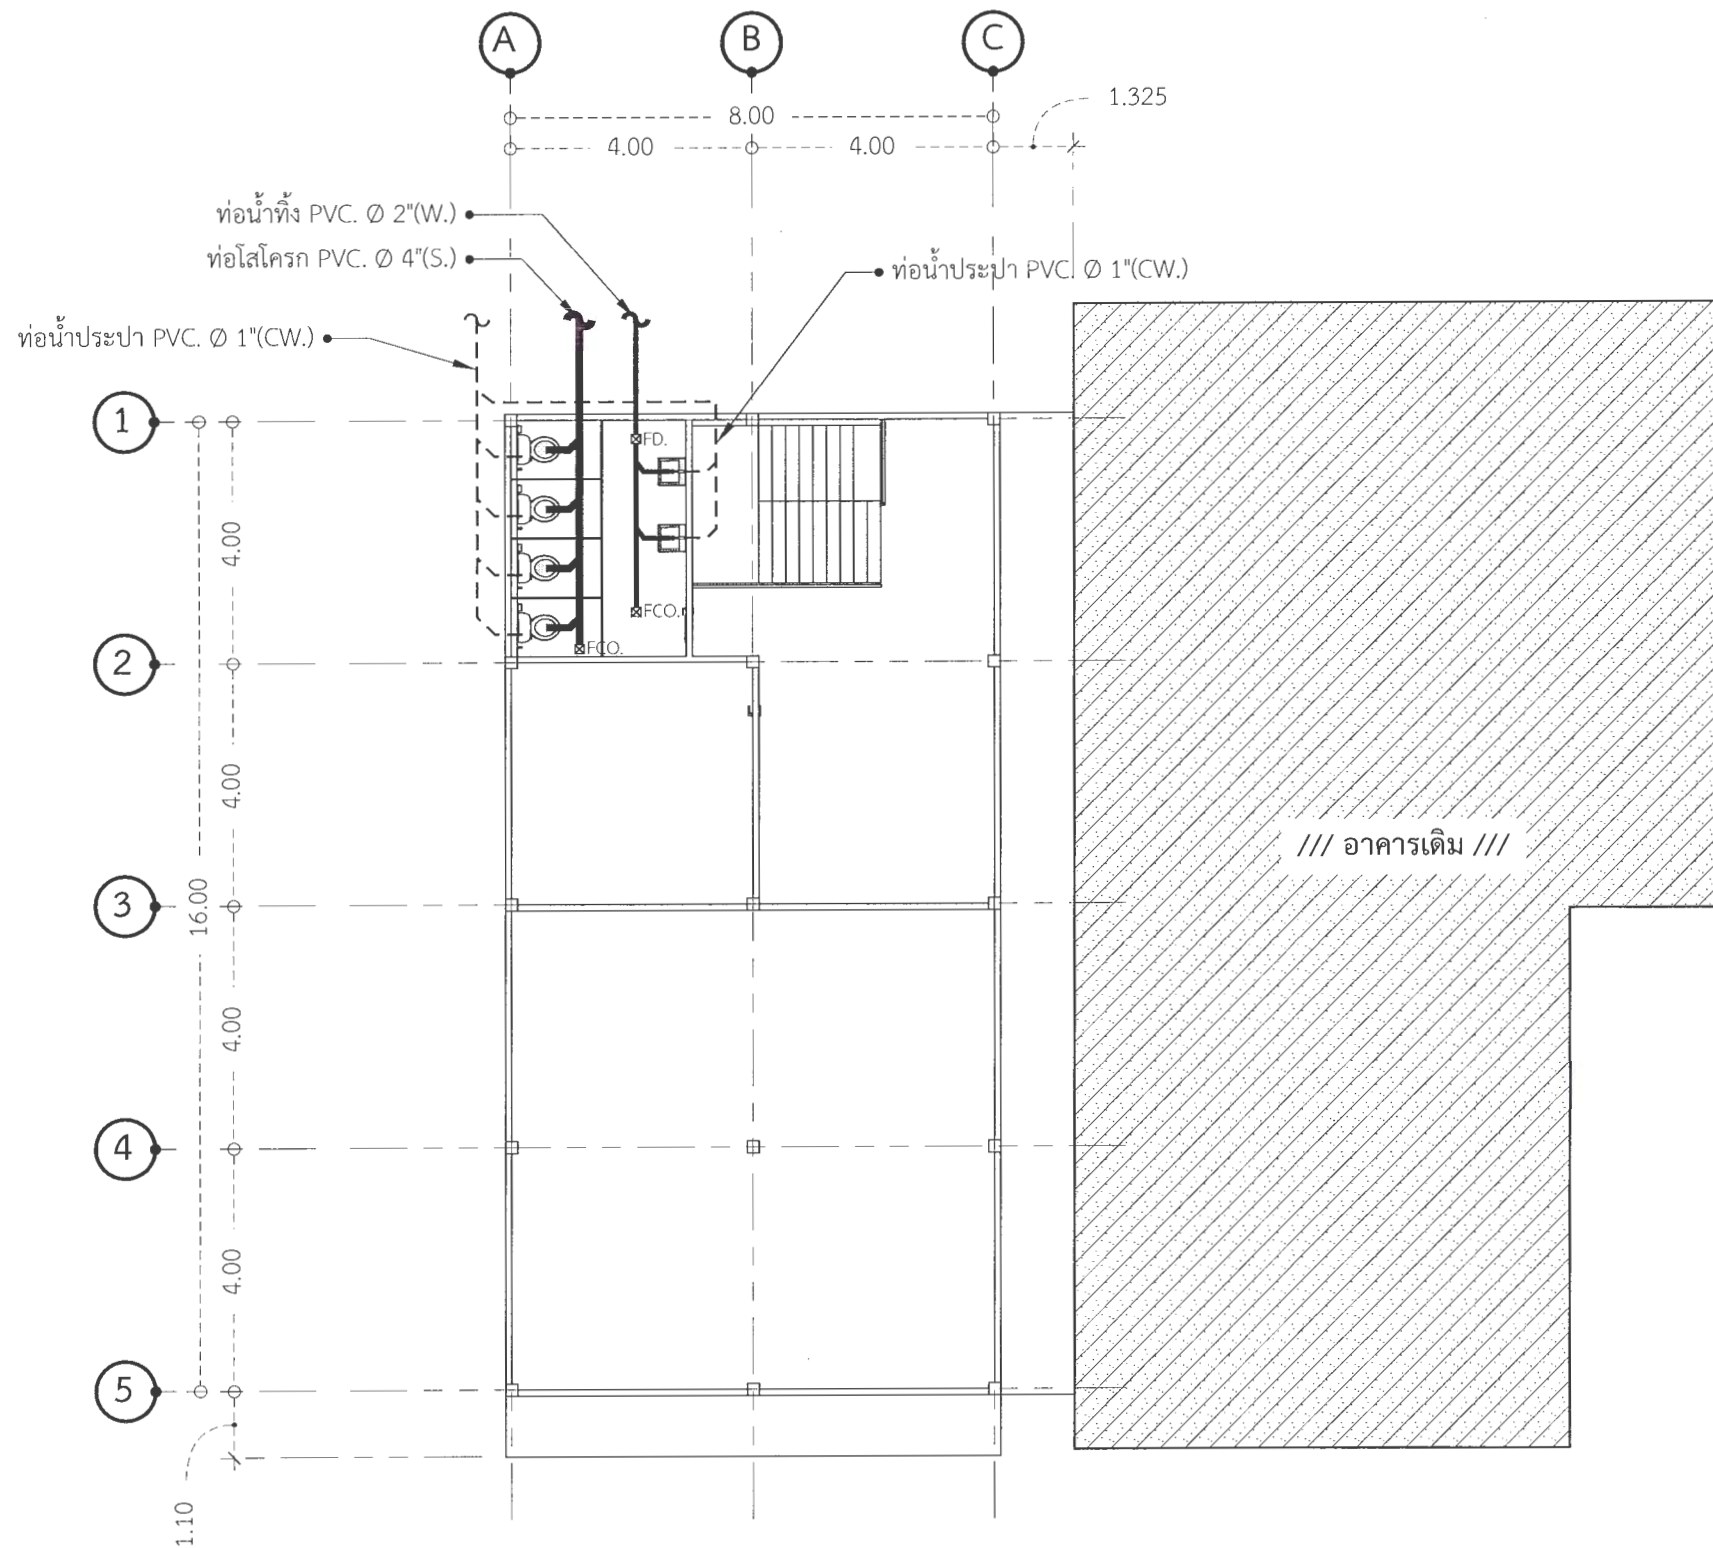 A
B
C
8.00
1.325
4.00
4.00
ท่อน้ำทิ้ง PVC. Ø 2"(W.)
ท่อโสโครก PVC. Ø 4"(S.)
ท่อน้ำประปา PVC. Ø 1"(CW.)
ท่อน้ำประปา PVC. Ø 1"(CW.)
1
FD.
4.00
FCO.
FCO.
2
4.00
/// อาคารเดิม ///
3
16.00
4.00
4
4.00
5
1.10